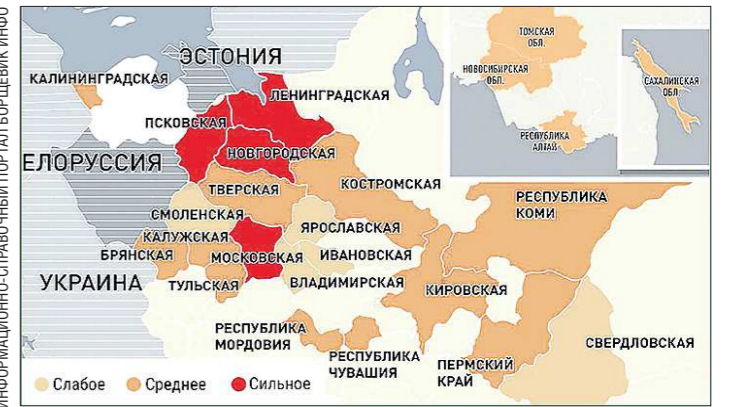 ИНФОРМАЦИОННО-СПРАВОЧНЫЙ ПОРТАЛ БОРЩЕВИК ИНФО
ЭСТОНИЯ
КАЛИНИНГРАДСКАЯ
ЛЕНИНГРАДСКАЯ
ПСКОВСКАЯ
НОВГОРОДСКАЯ
ЕЛОРУССИЯ
ТВЕРСКАЯ
КОСТРОМСКАЯ
СМОЛЕНСКАЯ
КАЛУЖСКАЯ
ЯРОСЛАВСКАЯ
БРЯНСКАЯ
МОСКОВСКАЯ
ИВАНОВСКАЯ
УКРАИНА
ТУЛЬСКАЯ
ВЛАДИМИРСКАЯ
КИРОВСКАЯ
РЕСПУБЛИКА
КОМИ
РЕСПУБЛИКА
МОРДОВИЯ
РЕСПУБЛИКА
ЧУВАШИЯ
ПЕРМСКИЙ
КРАЙ
СВЕРДЛОВСКАЯ
ТОМСКАЯ
ОБЛ.
НОВОСИБИРСКАЯ
ОБЛ.
РЕСПУБЛИКА
АЛТАЙ
САХАЛИНСКАЯ
ОБЛ
Слабое
Среднее
Сильное